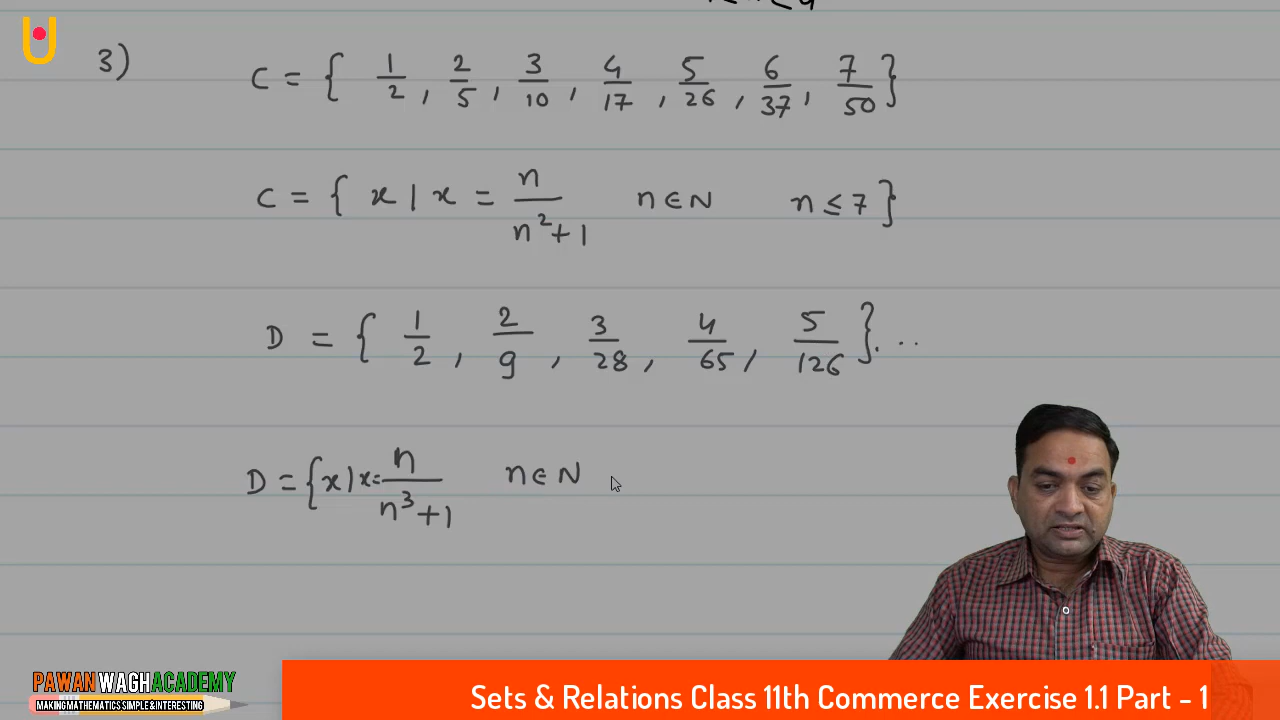 3) C = { 1/2, 2/5, 3/10, 4/17, 5/26, 6/37, 7/50 }
C = { x | x = n/n²+1 n ∈ N n ≤ 7 }
D = { 1/2, 2/9, 3/28, 4/65, 5/126 }. ..
D = { x | x = n/n³+1 n ∈ N
PAWAN WAGH ACADEMY
MAKING MATHEMATICS SIMPLE & INTERESTING
Sets & Relations Class 11th Commerce Exercise 1.1 Part - 1